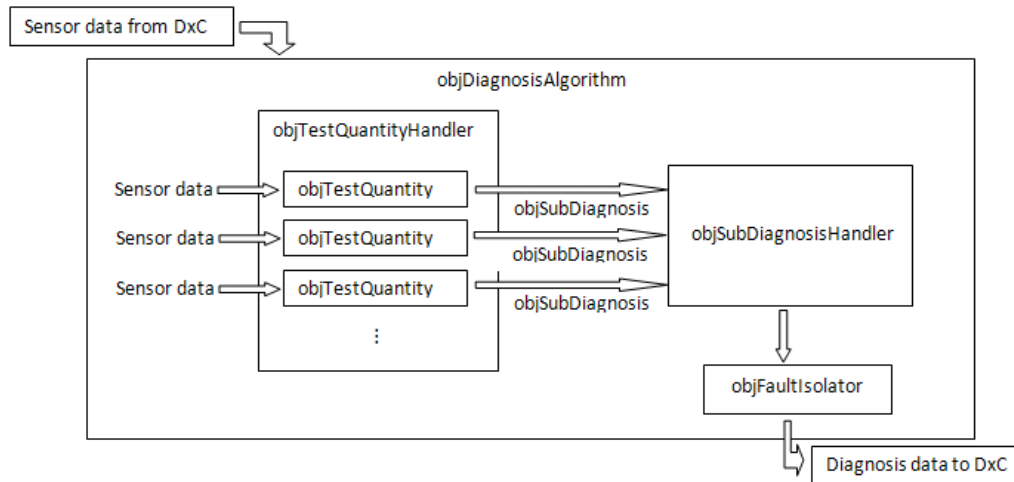 Sensor data from DxC
objDiagnosisAlgorithm
objTestQuantityHandler
Sensor data
objTestQuantity
objSubDiagnosis
Sensor data
objTestQuantity
objSubDiagnosis
Sensor data
objTestQuantity
objSubDiagnosis
objSubDiagnosisHandler
objFaultIsolator
Diagnosis data to DxC